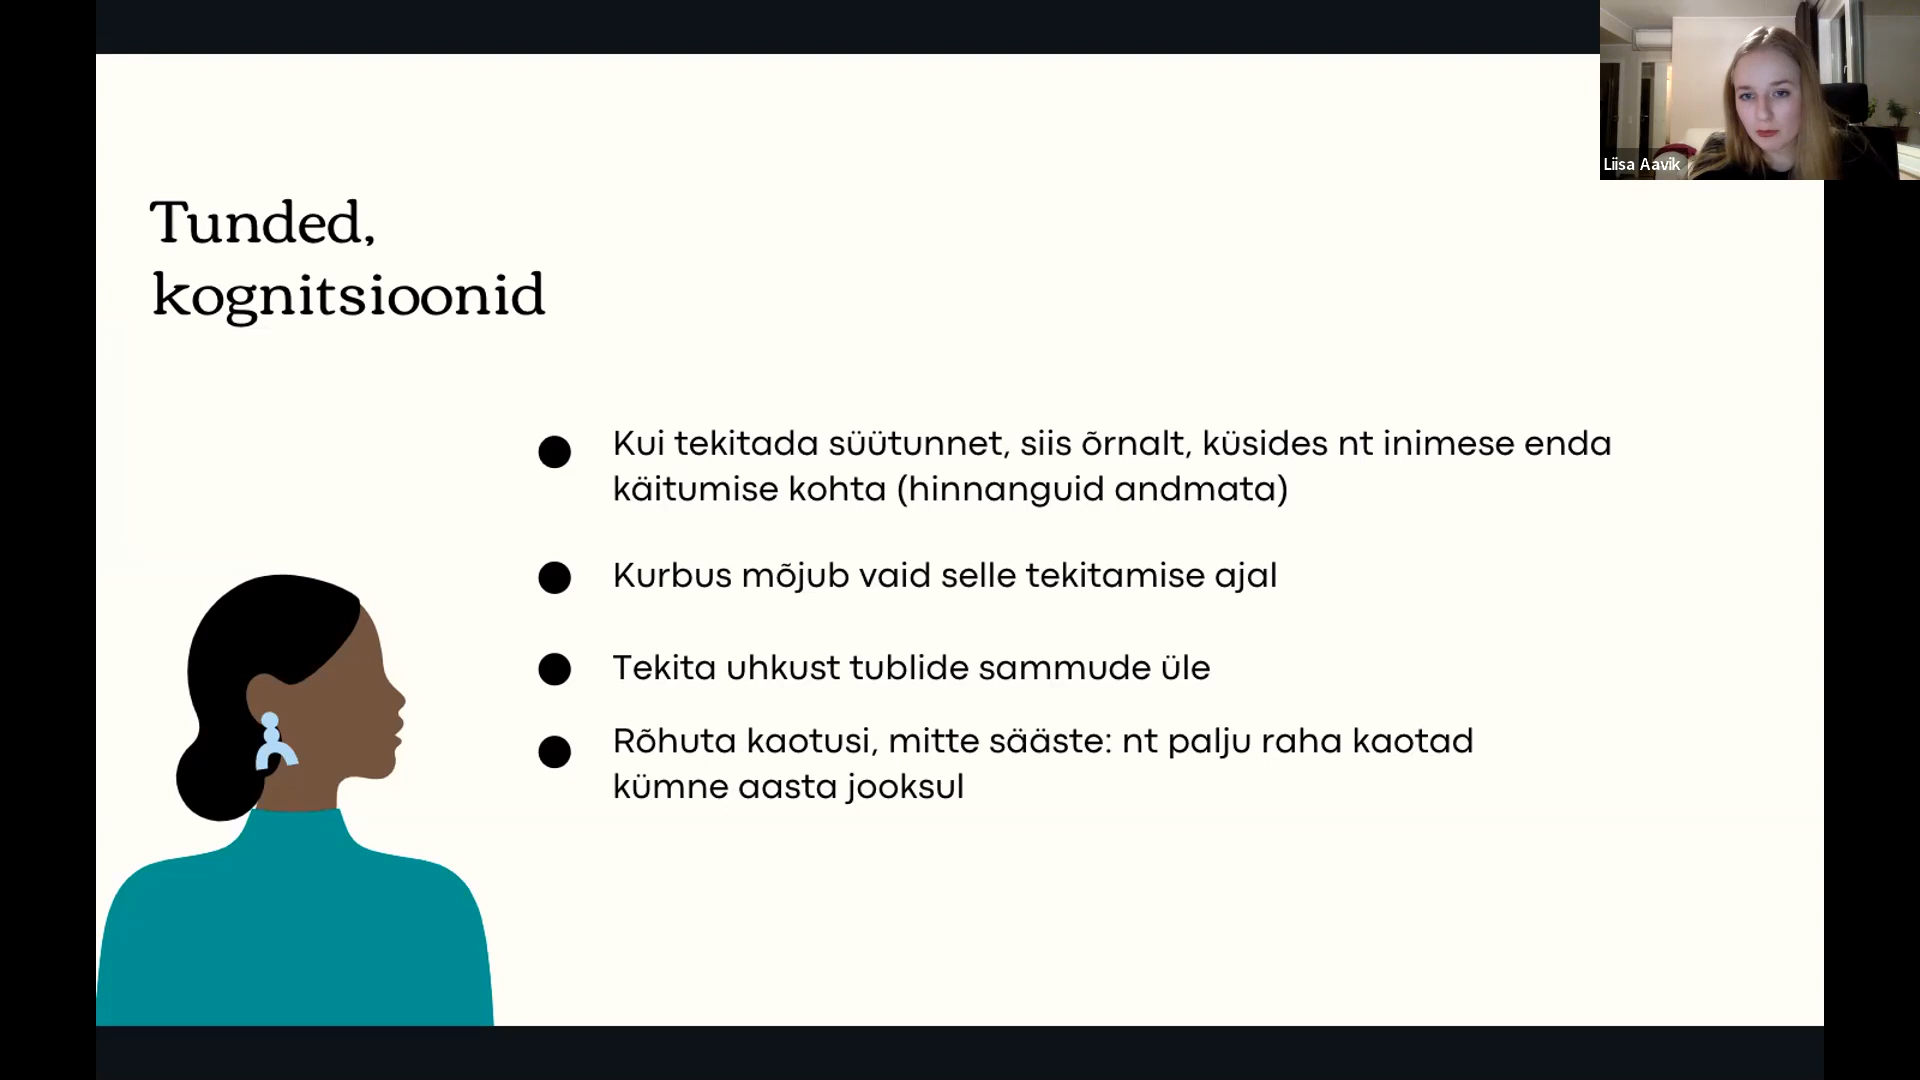 Liisa Aavik
Tunded,
kognitsioonid
Kui tekitada süütunnet, siis õrnalt, küsides nt inimese enda
käitumise kohta (hinnanguid andmata)
Kurbus mõjub vaid selle tekitamise ajal
Tekita uhkust tublide sammude üle
Rõhuta kaotusi, mitte sääste: nt palju raha kaotad
kümne aasta jooksul